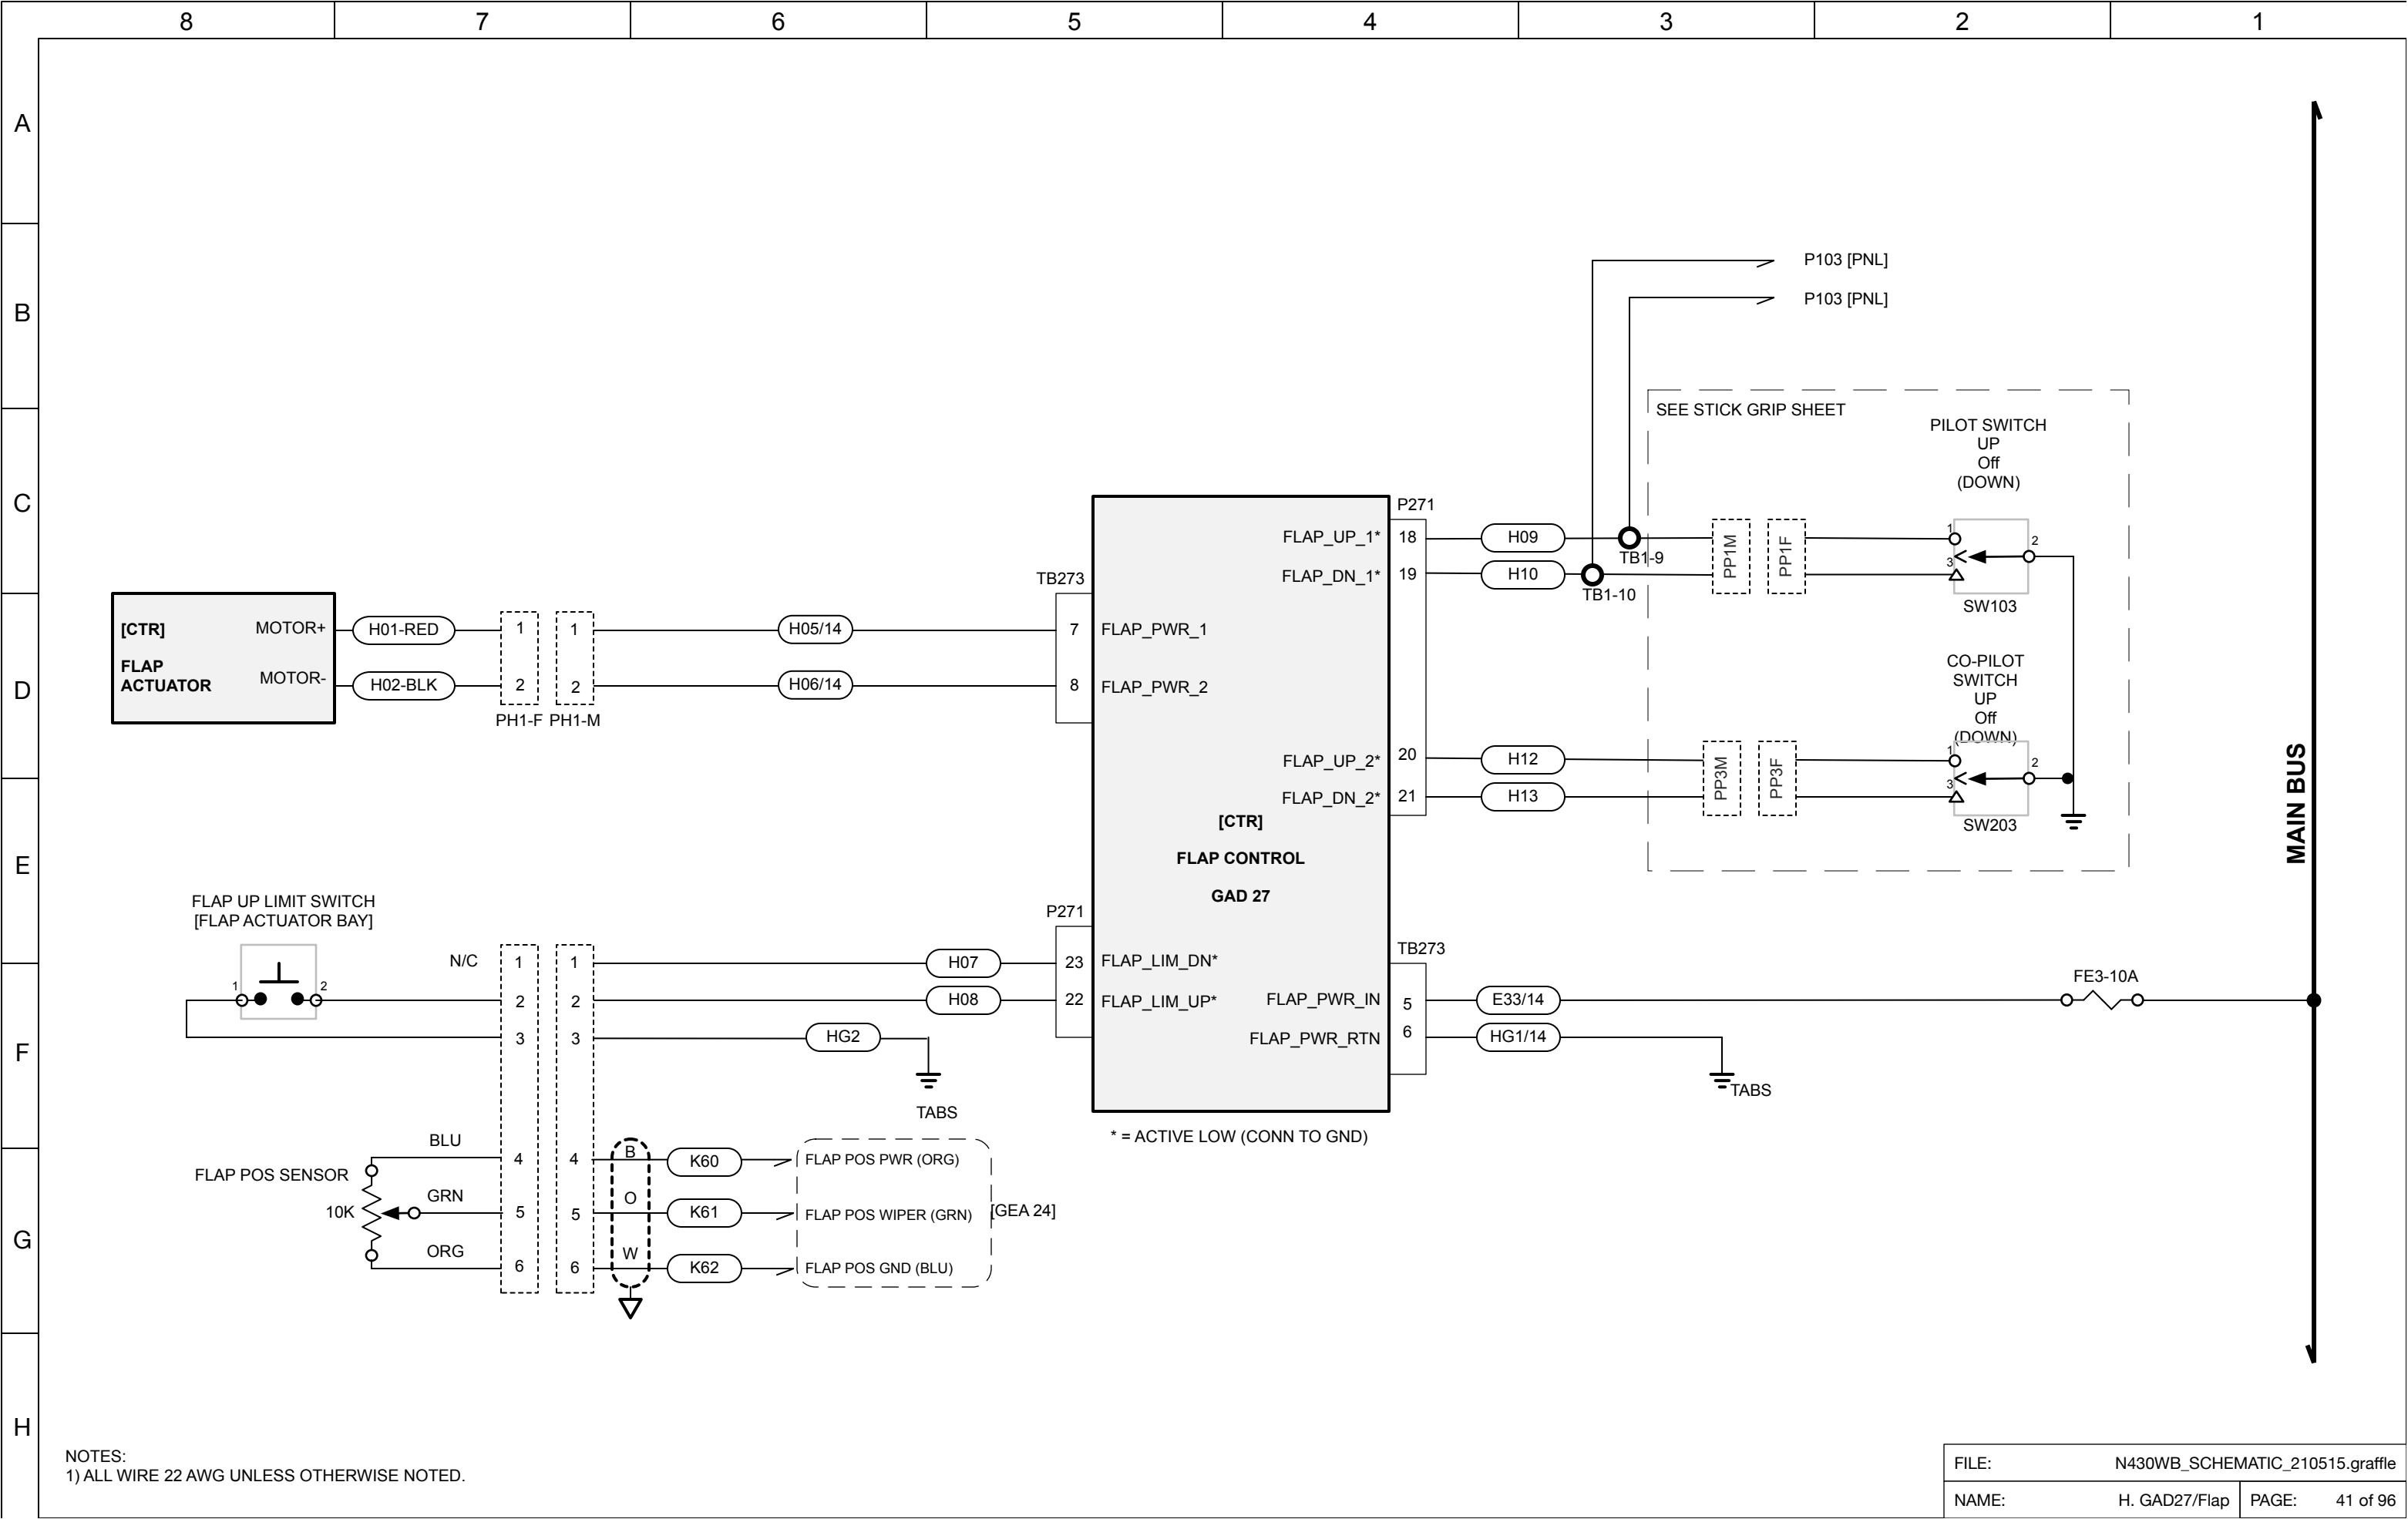 8 7 6 5 4 3 2 1
A
B
C
D
E
F
G
H
P103 [PNL]
P103 [PNL]
SEE STICK GRIP SHEET
PILOT SWITCH
UP
Off
(DOWN)
P271
FLAP_UP_1* 18 H09
TB1-9
FLAP_DN_1* 19 H10
TB1-10
PP1M
PP1F
1
2
3
SW103
[CTR]
FLAP
ACTUATOR
MOTOR+
MOTOR-
H01-RED
H02-BLK
1
2
PH1-F
1
2
PH1-M
H05/14
H06/14
TB273
7 FLAP_PWR_1
8 FLAP_PWR_2
CO-PILOT
SWITCH
UP
Off
(DOWN)
FLAP_UP_2* 20 H12
FLAP_DN_2* 21 H13
PP3M
PP3F
1
2
3
SW203
MAIN BUS
[CTR]
FLAP CONTROL
GAD 27
FLAP UP LIMIT SWITCH
[FLAP ACTUATOR BAY]
1
2
N/C
1 1 H07
2 2 H08
3 3 HG2
TABS
P271
23 FLAP_LIM_DN*
22 FLAP_LIM_UP*
TB273
FLAP_PWR_IN 5 E33/14
FLAP_PWR_RTN 6 HG1/14
TABS
FE3-10A
* = ACTIVE LOW (CONN TO GND)
FLAP POS SENSOR
10K
BLU 4 4 B K60 FLAP POS PWR (ORG)
GRN 5 5 O K61 FLAP POS WIPER (GRN)
ORG 6 6 W K62 FLAP POS GND (BLU)
[GEA 24]
NOTES:
1) ALL WIRE 22 AWG UNLESS OTHERWISE NOTED.
FILE: N430WB_SCHEMATIC_210515.graffle
NAME: H. GAD27/Flap PAGE: 41 of 96